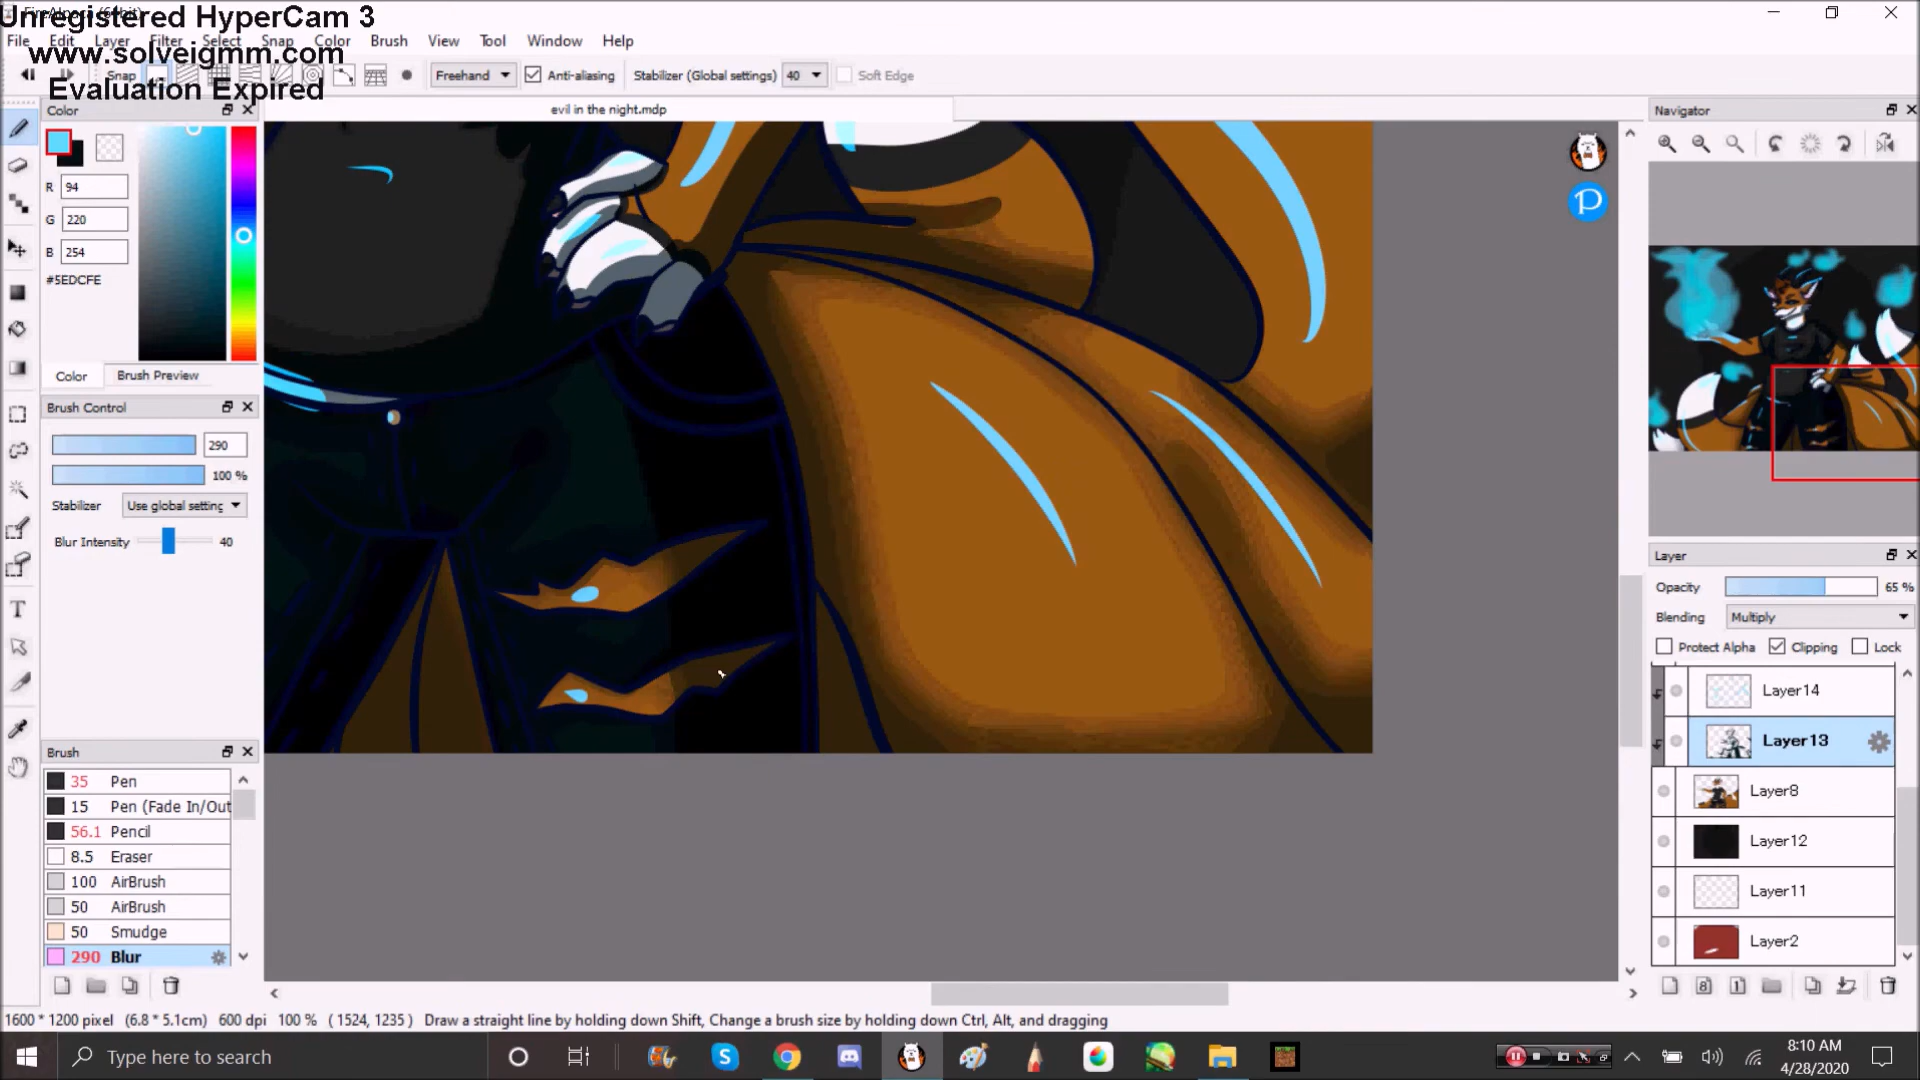 Unregistered HyperCam 3
FireAlpaca (64bit)
File Edit Layer Filter Select Snap Color Brush View Tool Window Help
www.solveigmm.com
Snap Freehand Anti-aliasing Stabilizer (Global settings) 40 Soft Edge
Evaluation Expired
Color
evil in the night.mdp
Navigator
P
R 94
G 220
B 254
#5EDCFE
Color Brush Preview
Brush Control
290
100 %
Stabilizer Use global setting
Blur Intensity 40
Layer
Opacity 65 %
Blending Multiply
Protect Alpha Clipping Lock
Layer14
Layer13
Layer8
Layer12
Layer11
Layer2
Brush
35 Pen
15 Pen (Fade In/Out
56.1 Pencil
8.5 Eraser
100 AirBrush
50 AirBrush
50 Smudge
290 Blur
8 1
1600 * 1200 pixel (6.8 * 5.1cm) 600 dpi 100 % ( 1524, 1235 ) Draw a straight line by holding down Shift, Change a brush size by holding down Ctrl, Alt, and dragging
T
Type here to search
8:10 AM
4/28/2020